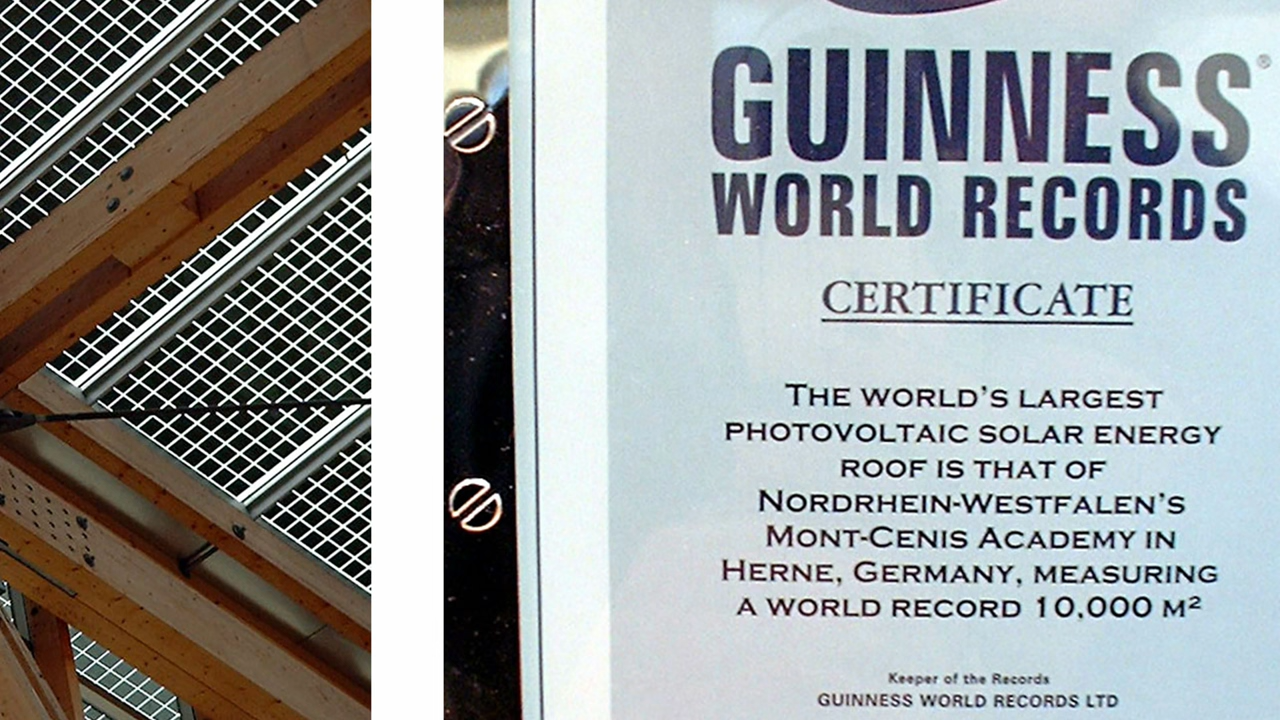 GUINNESS®
WORLD RECORDS
CERTIFICATE
THE WORLD'S LARGEST
PHOTOVOLTAIC SOLAR ENERGY
ROOF IS THAT OF
NORDRHEIN-WESTFALEN'S
MONT-CENIS ACADEMY IN
HERNE, GERMANY, MEASURING
A WORLD RECORD 10,000 M²
Keeper of the Records
GUINNESS WORLD RECORDS LTD